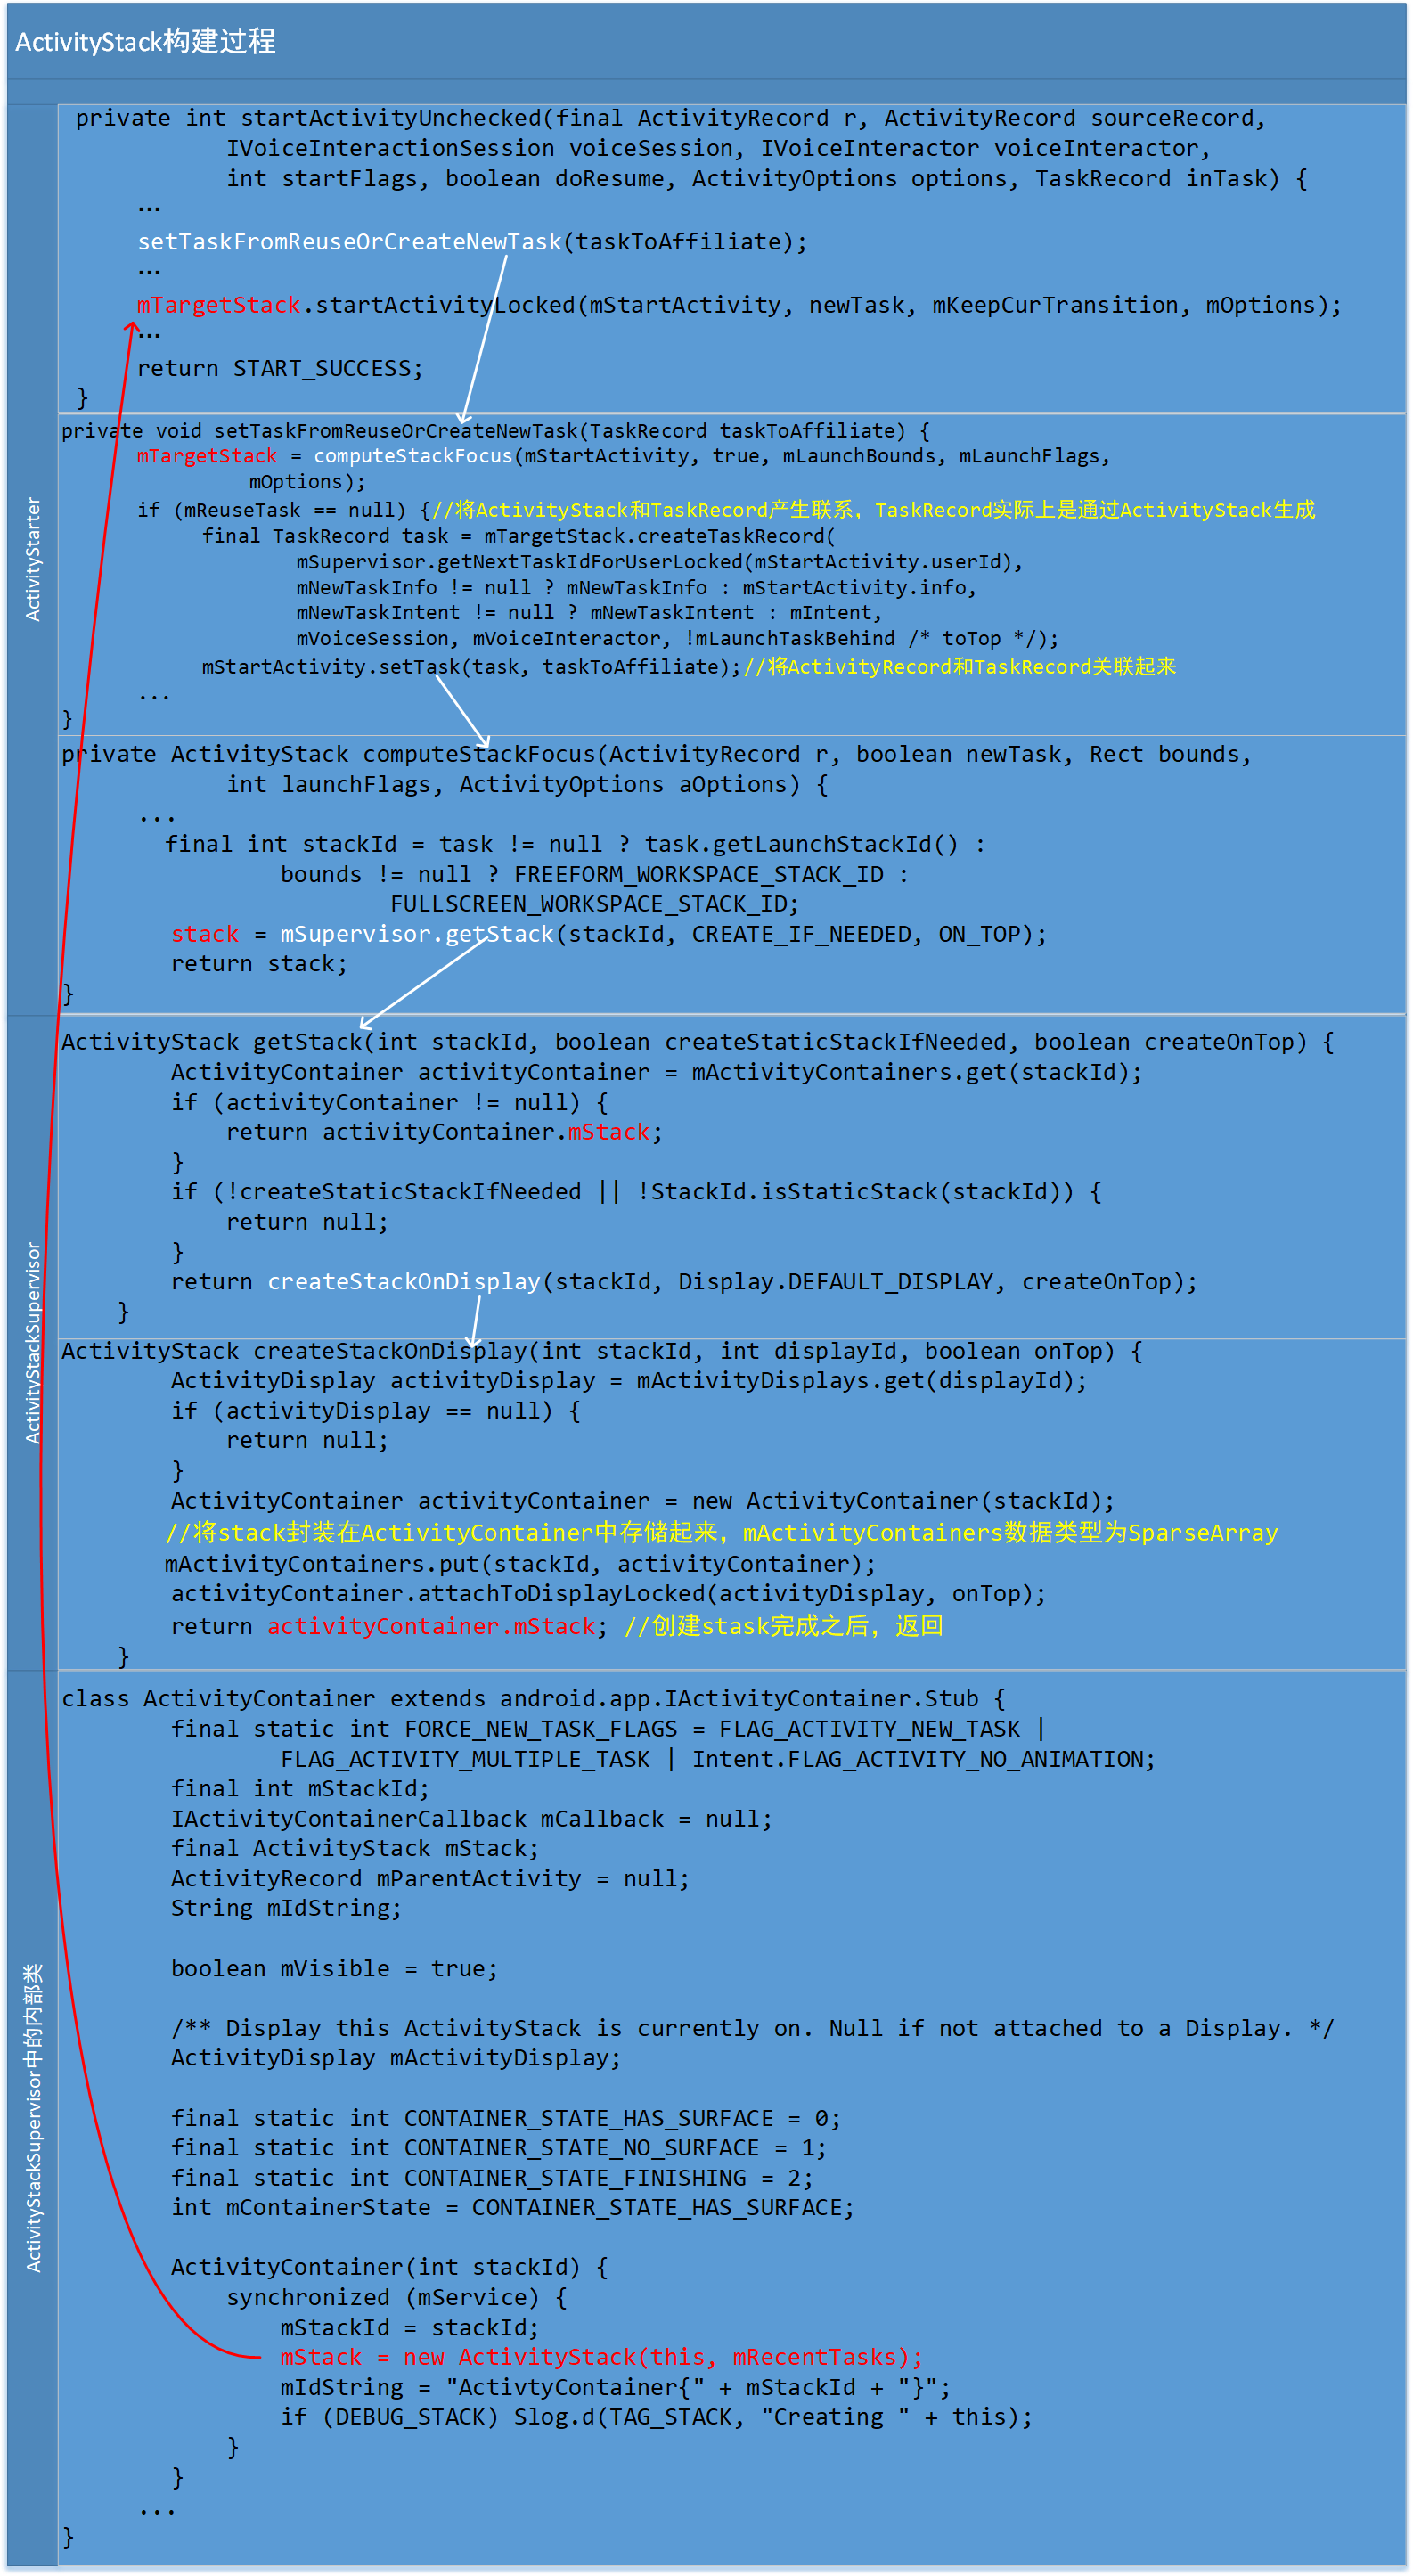 ActivityStack构建过程
ActivityStarter
private int startActivityUnchecked(final ActivityRecord r, ActivityRecord sourceRecord,
IVoiceInteractionSession voiceSession, IVoiceInteractor voiceInteractor,
int startFlags, boolean doResume, ActivityOptions options, TaskRecord inTask) {
...
setTaskFromReuseOrCreateNewTask(taskToAffiliate);
...
mTargetStack.startActivityLocked(mStartActivity, newTask, mKeepCurTransition, mOptions);
...
return START_SUCCESS;
}
private void setTaskFromReuseOrCreateNewTask(TaskRecord taskToAffiliate) {
mTargetStack = computeStackFocus(mStartActivity, true, mLaunchBounds, mLaunchFlags,
mOptions);
if (mReuseTask == null) {//将ActivityStack和TaskRecord产生联系，TaskRecord实际上是通过ActivityStack生成
final TaskRecord task = mTargetStack.createTaskRecord(
mSupervisor.getNextTaskIdForUserLocked(mStartActivity.userId),
mNewTaskInfo != null ? mNewTaskInfo : mStartActivity.info,
mNewTaskIntent != null ? mNewTaskIntent : mIntent,
mVoiceSession, mVoiceInteractor, !mLaunchTaskBehind /* toTop */);
mStartActivity.setTask(task, taskToAffiliate);//将ActivityRecord和TaskRecord关联起来
...
}
private ActivityStack computeStackFocus(ActivityRecord r, boolean newTask, Rect bounds,
int launchFlags, ActivityOptions aOptions) {
...
final int stackId = task != null ? task.getLaunchStackId() :
bounds != null ? FREEFORM_WORKSPACE_STACK_ID :
FULLSCREEN_WORKSPACE_STACK_ID;
stack = mSupervisor.getStack(stackId, CREATE_IF_NEEDED, ON_TOP);
return stack;
}
ActivityStackSupervisor
ActivityStack getStack(int stackId, boolean createStaticStackIfNeeded, boolean createOnTop) {
ActivityContainer activityContainer = mActivityContainers.get(stackId);
if (activityContainer != null) {
return activityContainer.mStack;
}
if (!createStaticStackIfNeeded || !StackId.isStaticStack(stackId)) {
return null;
}
return createStackOnDisplay(stackId, Display.DEFAULT_DISPLAY, createOnTop);
}
ActivityStack createStackOnDisplay(int stackId, int displayId, boolean onTop) {
ActivityDisplay activityDisplay = mActivityDisplays.get(displayId);
if (activityDisplay == null) {
return null;
}
ActivityContainer activityContainer = new ActivityContainer(stackId);
//将stack封装在ActivityContainer中存储起来，mActivityContainers数据类型为SparseArray
mActivityContainers.put(stackId, activityContainer);
activityContainer.attachToDisplayLocked(activityDisplay, onTop);
return activityContainer.mStack; //创建stask完成之后，返回
}
ActivityStackSupervisor中的内部类
class ActivityContainer extends android.app.IActivityContainer.Stub {
final static int FORCE_NEW_TASK_FLAGS = FLAG_ACTIVITY_NEW_TASK |
FLAG_ACTIVITY_MULTIPLE_TASK | Intent.FLAG_ACTIVITY_NO_ANIMATION;
final int mStackId;
IActivityContainerCallback mCallback = null;
final ActivityStack mStack;
ActivityRecord mParentActivity = null;
String mIdString;
boolean mVisible = true;
/** Display this ActivityStack is currently on. Null if not attached to a Display. */
ActivityDisplay mActivityDisplay;
final static int CONTAINER_STATE_HAS_SURFACE = 0;
final static int CONTAINER_STATE_NO_SURFACE = 1;
final static int CONTAINER_STATE_FINISHING = 2;
int mContainerState = CONTAINER_STATE_HAS_SURFACE;
ActivityContainer(int stackId) {
synchronized (mService) {
mStackId = stackId;
mStack = new ActivityStack(this, mRecentTasks);
mIdString = "ActivtyContainer{" + mStackId + "}";
if (DEBUG_STACK) Slog.d(TAG_STACK, "Creating " + this);
}
}
...
}